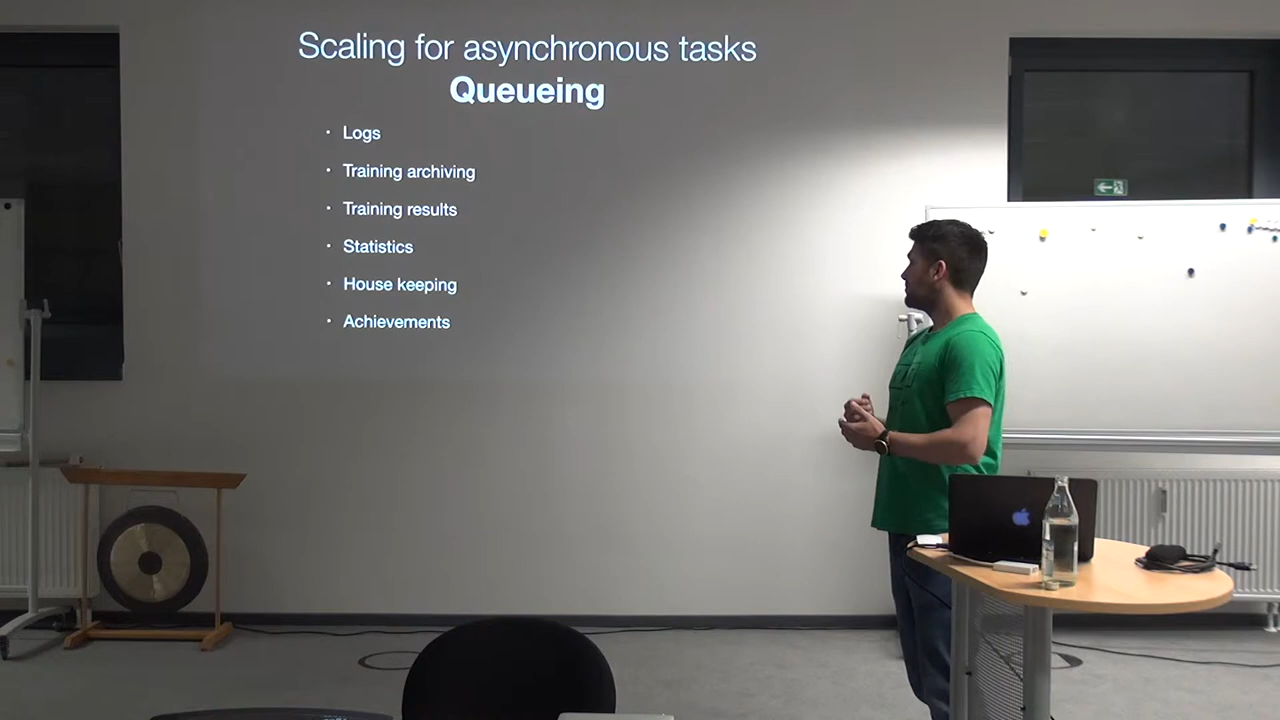 Scaling for asynchronous tasks
Queueing
• Logs
• Training archiving
• Training results
• Statistics
• House keeping
• Achievements